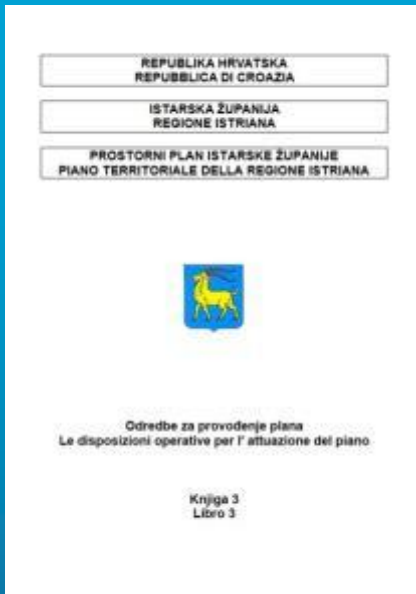 REPUBLIKA HRVATSKA
REPUBBLICA DI CROAZIA
ISTARSKA ŽUPANIJA
REGIONE ISTRIANA
PROSTORNI PLAN ISTARSKE ŽUPANIJE
PIANO TERRITORIALE DELLA REGIONE ISTRIANA
Odredbe za provođenje plana
Le disposizioni operative per l' attuazione del piano
Knjiga 3
Libro 3